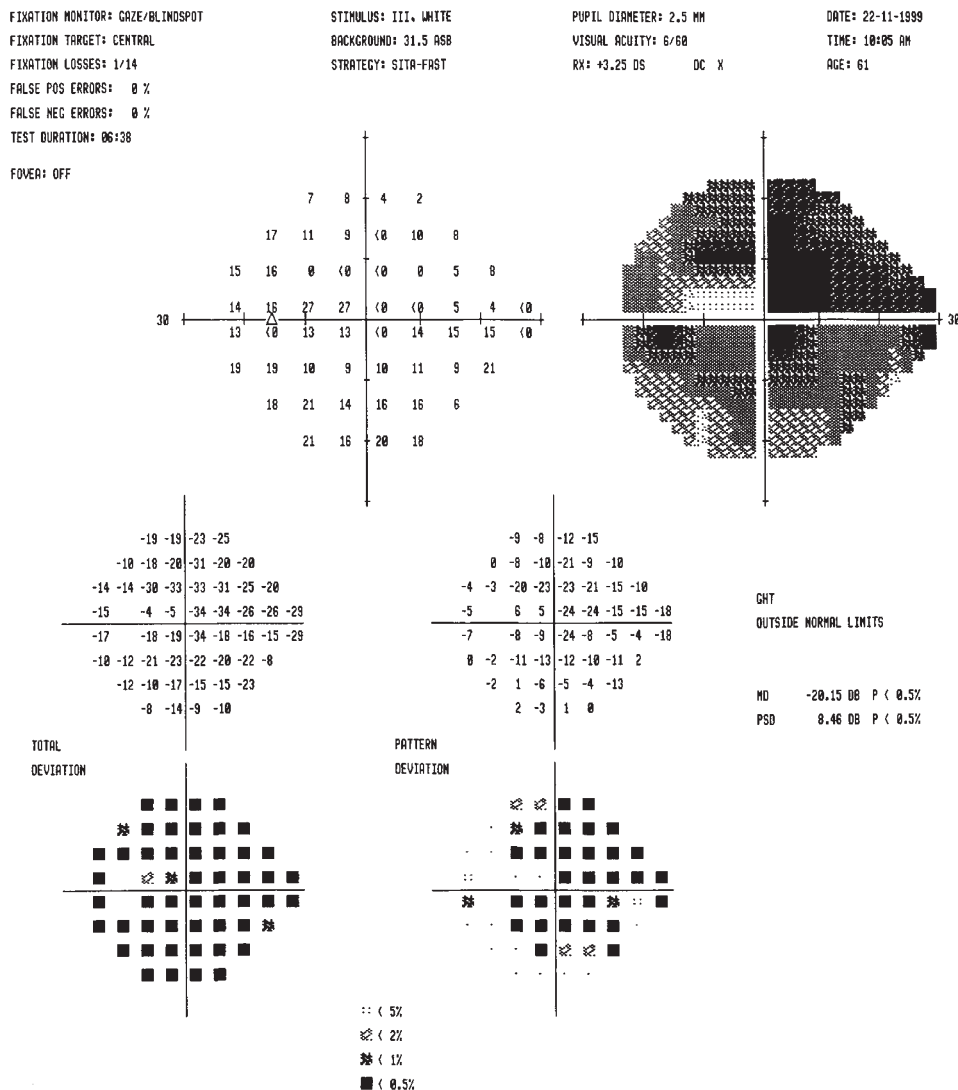 FIXATION MONITOR: GAZE/BLINDSPOT
FIXATION TARGET: CENTRAL
FIXATION LOSSES: 1/14
FALSE POS ERRORS: 0 %
FALSE NEG ERRORS: 0 %
TEST DURATION: 06:38
FOVEA: OFF
STIMULUS: III, WHITE
BACKGROUND: 31.5 ASB
STRATEGY: SITA-FAST
PUPIL DIAMETER: 2.5 MM
VISUAL ACUITY: 6/60
RX: +3.25 DS DC X
DATE: 22-11-1999
TIME: 10:05 AM
AGE: 61
7 8 4 2
17 11 9 <0 10 8
15 16 0 <0 <0 0 5 8
14 16 27 27 <0 <0 5 4 <0
30
13 <0 13 13 <0 14 15 15 <0
19 19 10 9 10 11 9 21
18 21 14 16 16 6
21 16 20 18
30
-19 -19 -23 -25
-10 -18 -20 -31 -20 -20
-14 -14 -30 -33 -33 -31 -25 -20
-15 -4 -5 -34 -34 -26 -26 -29
-17 -18 -19 -34 -18 -16 -15 -29
-10 -12 -21 -23 -22 -20 -22 -8
-12 -10 -17 -15 -15 -23
-8 -14 -9 -10
TOTAL
DEVIATION
-9 -8 -12 -15
0 -8 -10 -21 -9 -10
-4 -3 -20 -23 -23 -21 -15 -10
-5 6 5 -24 -24 -15 -15 -18
-7 -8 -9 -24 -8 -5 -4 -18
0 -2 -11 -13 -12 -10 -11 2
-2 1 -6 -5 -4 -13
2 -3 1 0
PATTERN
DEVIATION
GHT
OUTSIDE NORMAL LIMITS
MD -20.15 DB P < 0.5%
PSD 8.46 DB P < 0.5%
< 5%
< 2%
< 1%
< 0.5%